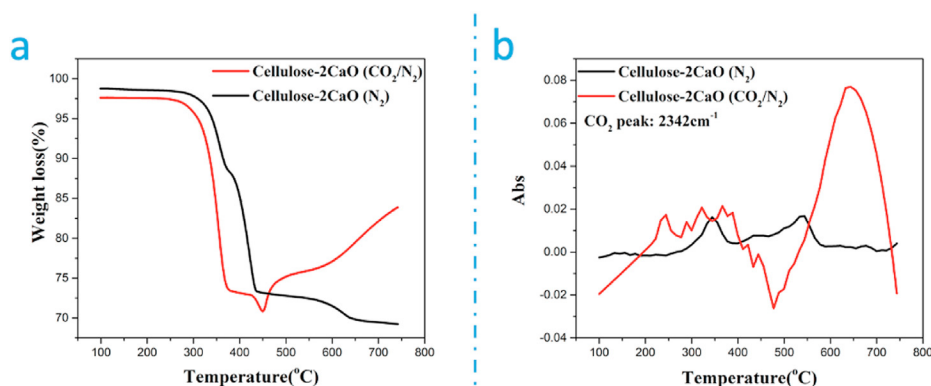 a
Cellulose-2CaO (CO₂/N₂)
Cellulose-2CaO (N₂)
Weight loss(%)
100
95
90
85
80
75
70
100 200 300 400 500 600 700 800
Temperature(°C)
b
Cellulose-2CaO (N₂)
Cellulose-2CaO (CO₂/N₂)
CO₂ peak: 2342cm⁻¹
Abs
0.08
0.06
0.04
0.02
0.00
-0.02
-0.04
0 100 200 300 400 500 600 700 800
Temperature(°C)